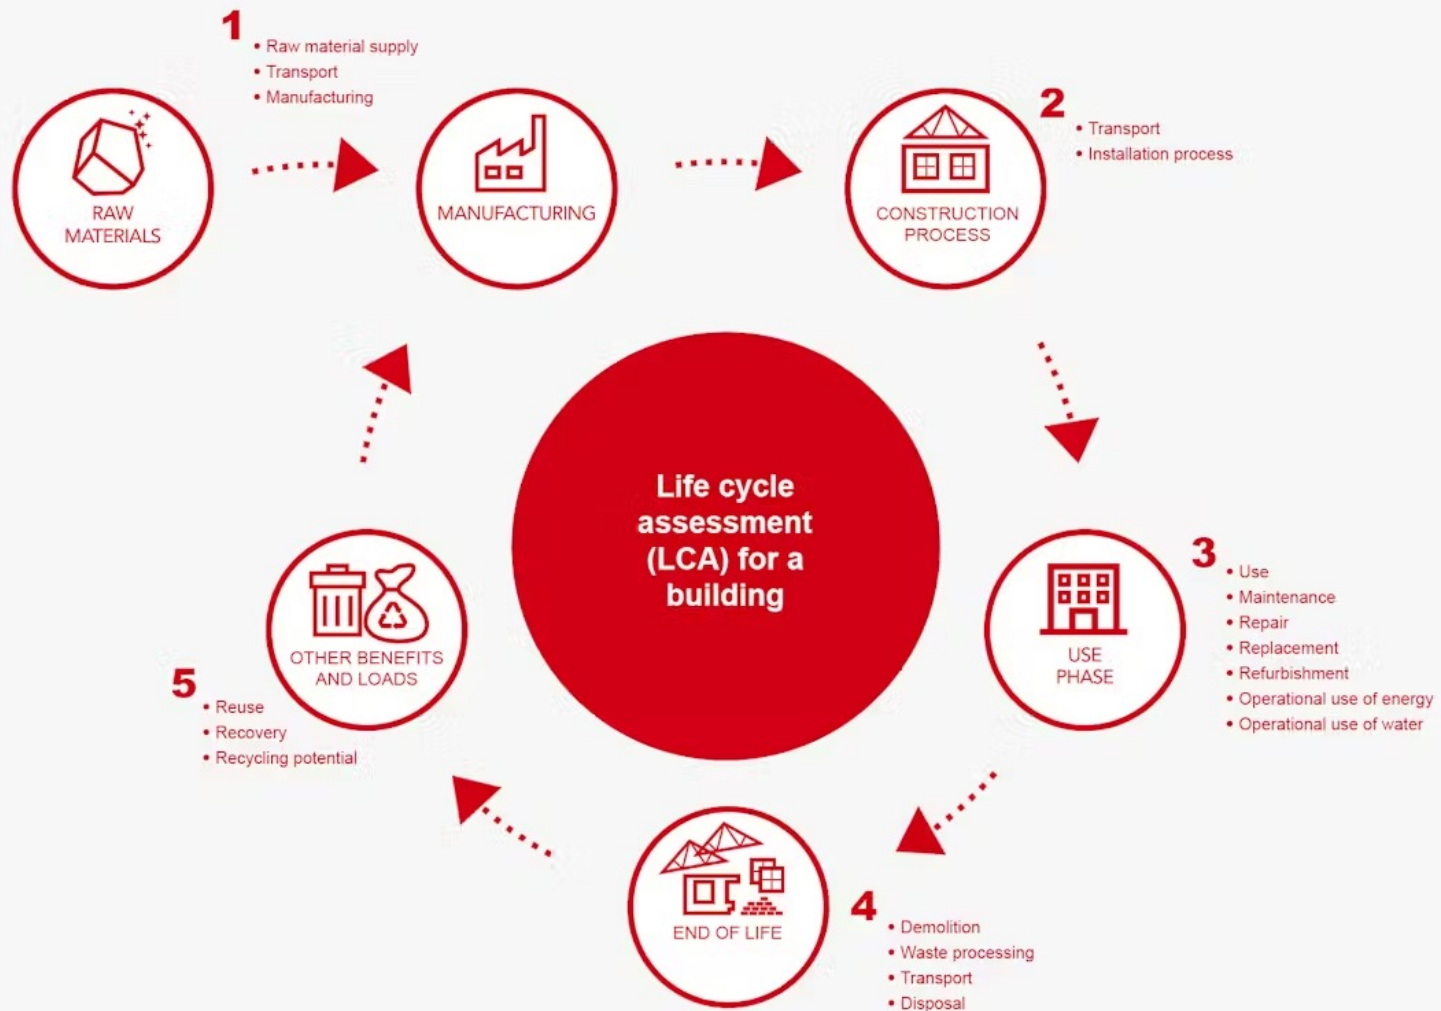 1
• Raw material supply
• Transport
• Manufacturing
RAW
MATERIALS
MANUFACTURING
CONSTRUCTION
PROCESS
2
• Transport
• Installation process
Life cycle
assessment
(LCA) for a
building
USE
PHASE
3
• Use
• Maintenance
• Repair
• Replacement
• Refurbishment
• Operational use of energy
• Operational use of water
END OF LIFE
4
• Demolition
• Waste processing
• Transport
• Disposal
OTHER BENEFITS
AND LOADS
5
• Reuse
• Recovery
• Recycling potential